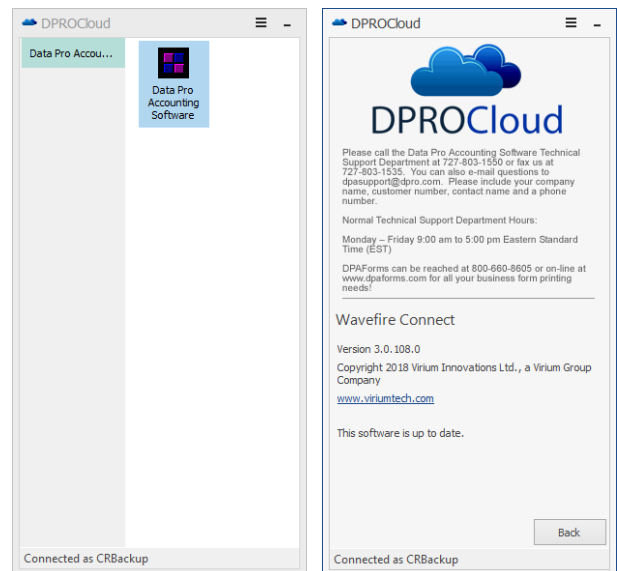 DPROCloud
Data Pro Accou...
Data Pro
Accounting
Software
Connected as CRBackup
DPROCloud
DPROCloud
Please call the Data Pro Accounting Software Technical
Support Department at 727-803-1550 or fax us at
727-803-1535. You can also e-mail questions to
dpasupport@dpro.com. Please include your company
name, customer number, contact name and a phone
number.
Normal Technical Support Department Hours:
Monday – Friday 9:00 am to 5:00 pm Eastern Standard
Time (EST)
DPAForms can be reached at 800-660-8605 or on-line at
www.dpaforms.com for all your business form printing
needs!
Wavefire Connect
Version 3.0.108.0
Copyright 2018 Virium Innovations Ltd., a Virium Group
Company
www.viriumtech.com
This software is up to date.
Back
Connected as CRBackup